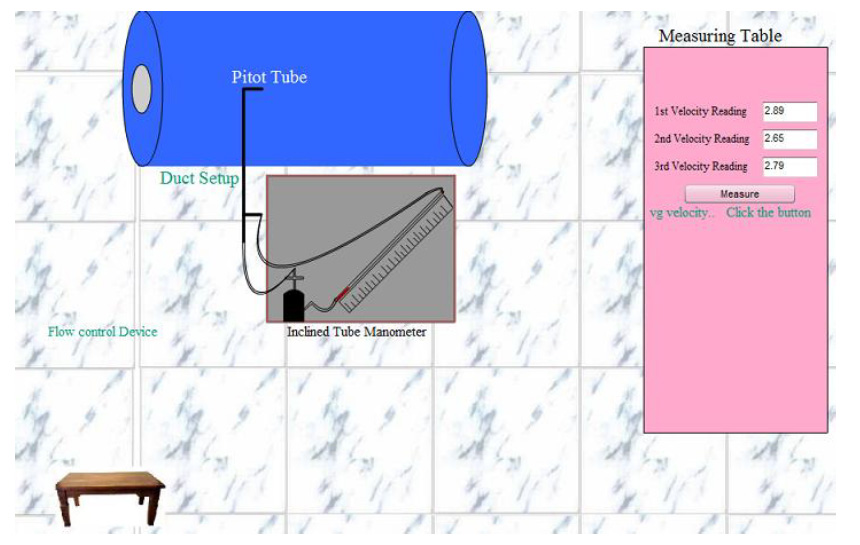 Measuring Table
Pitot Tube
1st Velocity Reading 2.89
2nd Velocity Reading 2.65
3rd Velocity Reading 2.79
Duct Setup
Measure
vg velocity.. Click the button
Flow control Device
Inclined Tube Manometer